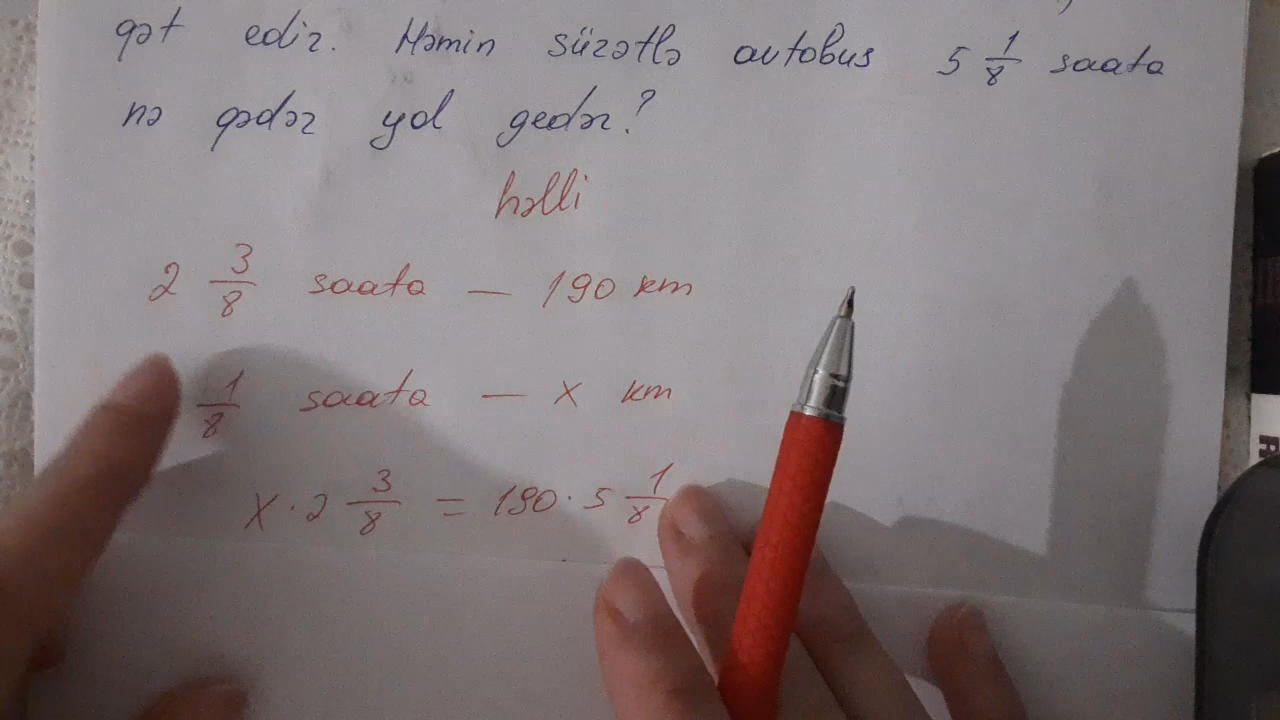 qət edir. Həmin sürətlə avtobus 5 1/8 saata
nə qədər yol gedər?
həlli
2 3/8 saata — 190 km
1/8 saata — x km
x · 2 3/8 = 190 · 5 1/8